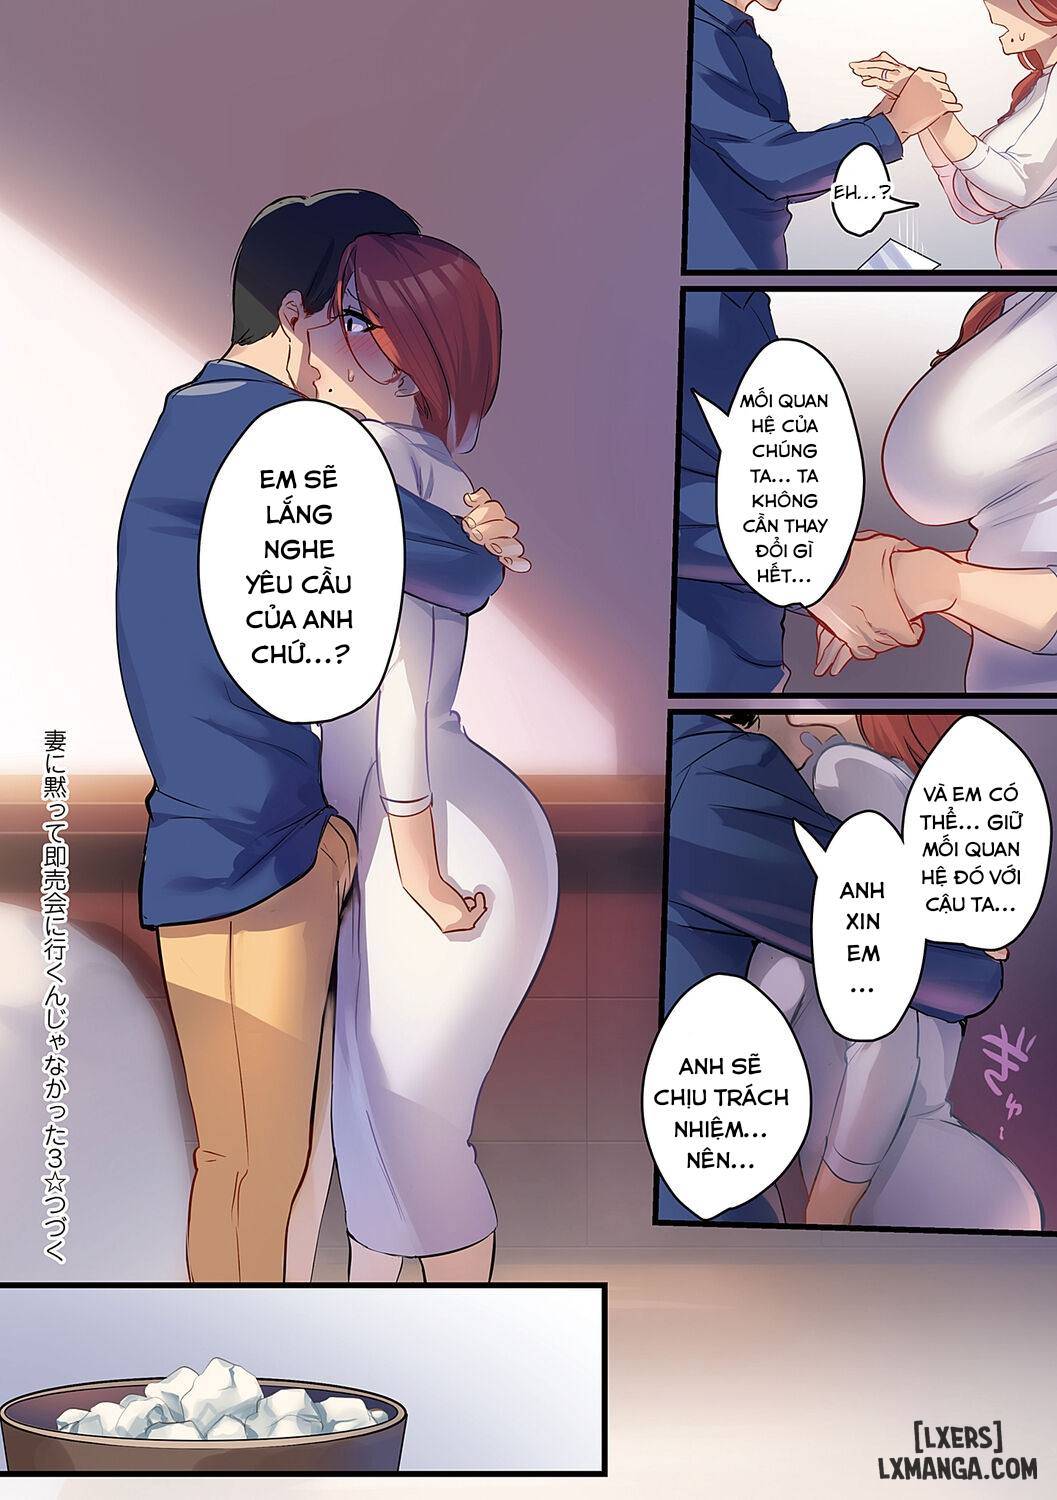 EH...?
MỐI QUAN
HỆ CỦA
CHÚNG
TA... TA
KHÔNG
CẦN THAY
ĐỔI GÌ
HẾT...
VÀ EM CÓ
THỂ... GIỮ
MỐI QUAN
HỆ ĐÓ VỚI
CẬU TA...
ANH
XIN
EM
...
ANH SẼ
CHỊU TRÁCH
NHIỆM...
NÊN...
EM SẼ
LẮNG
NGHE
YÊU CẦU
CỦA ANH
CHỨ...?
妻に黙って即売会に行くんじゃなかった3☆つづく
[LXERS]
LXMANGA.COM